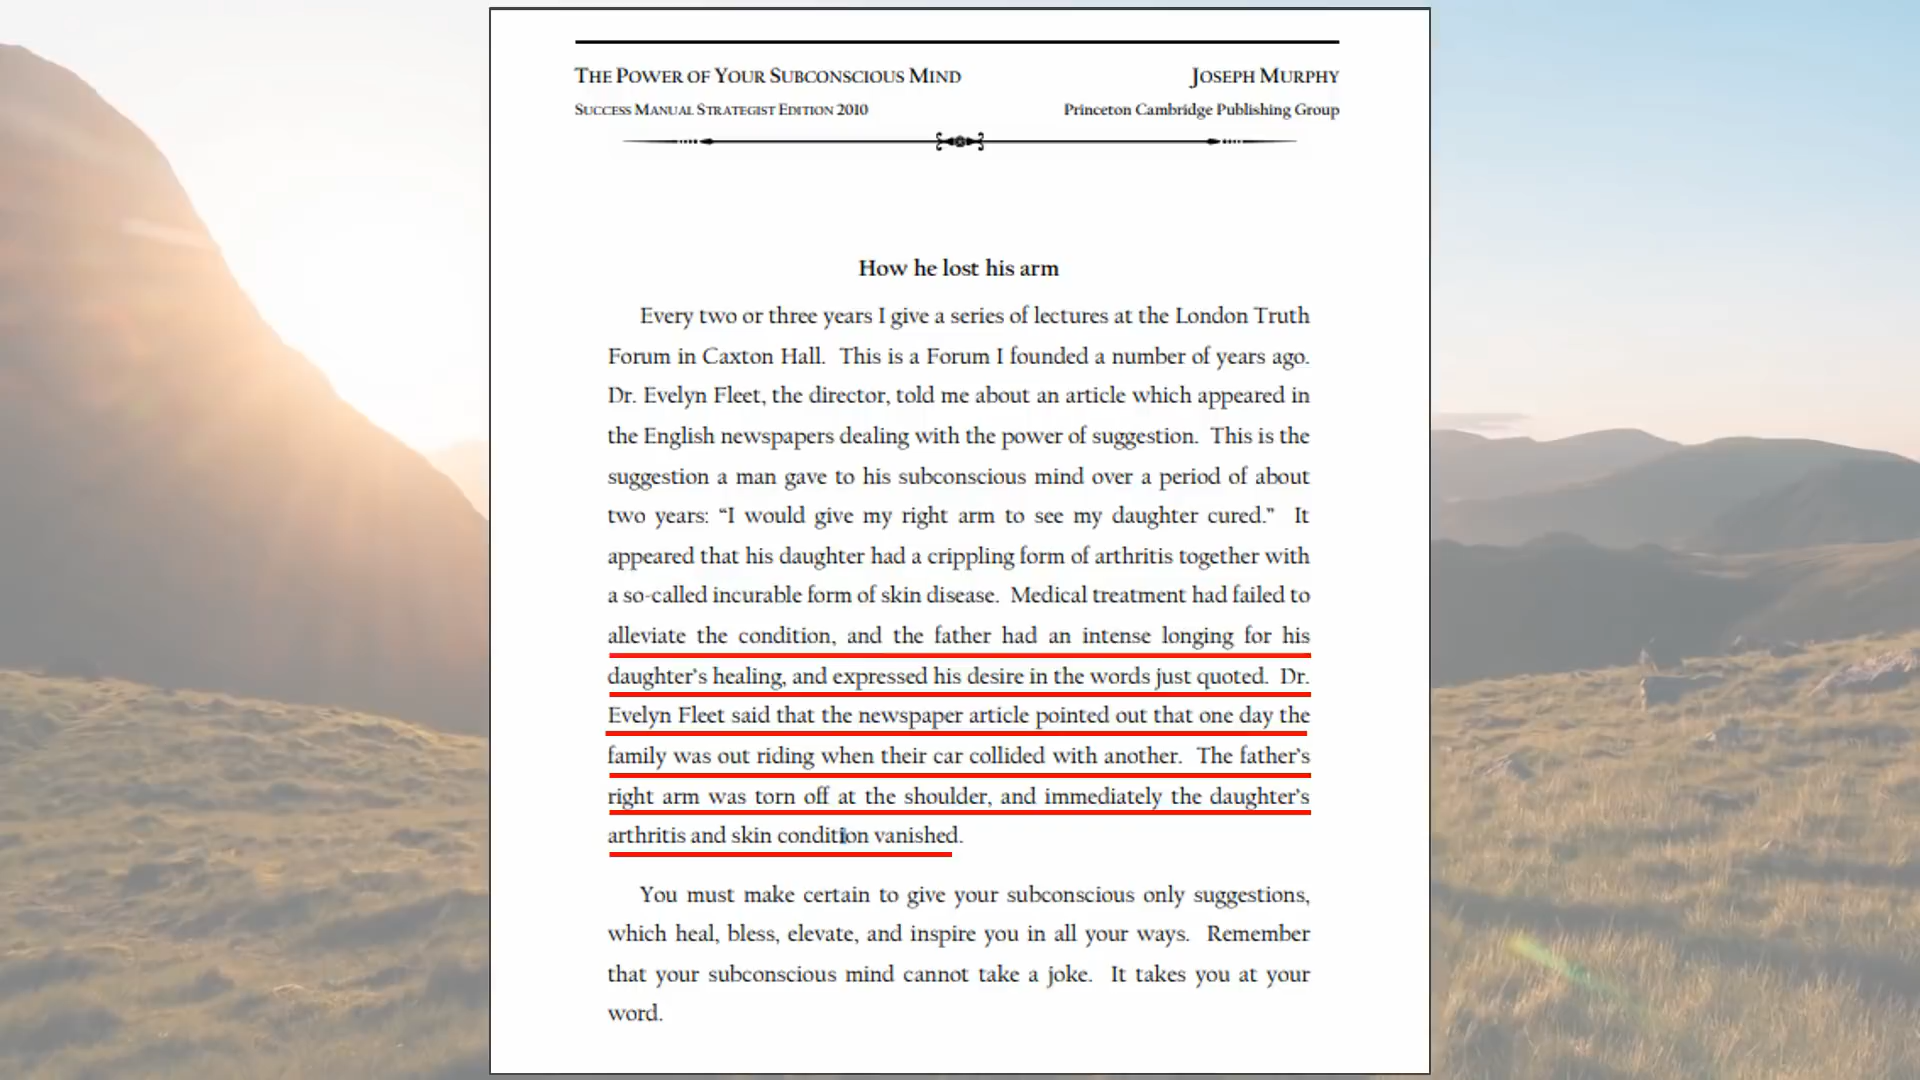 THE POWER OF YOUR SUBCONSCIOUS MIND JOSEPH MURPHY
SUCCESS MANUAL STRATEGIST EDITION 2010 Princeton Cambridge Publishing Group
How he lost his arm
Every two or three years I give a series of lectures at the London Truth
Forum in Caxton Hall. This is a Forum I founded a number of years ago.
Dr. Evelyn Fleet, the director, told me about an article which appeared in
the English newspapers dealing with the power of suggestion. This is the
suggestion a man gave to his subconscious mind over a period of about
two years: “I would give my right arm to see my daughter cured.” It
appeared that his daughter had a crippling form of arthritis together with
a so-called incurable form of skin disease. Medical treatment had failed to
alleviate the condition, and the father had an intense longing for his
daughter’s healing, and expressed his desire in the words just quoted. Dr.
Evelyn Fleet said that the newspaper article pointed out that one day the
family was out riding when their car collided with another. The father’s
right arm was torn off at the shoulder, and immediately the daughter’s
arthritis and skin condition vanished.
You must make certain to give your subconscious only suggestions,
which heal, bless, elevate, and inspire you in all your ways. Remember
that your subconscious mind cannot take a joke. It takes you at your
word.